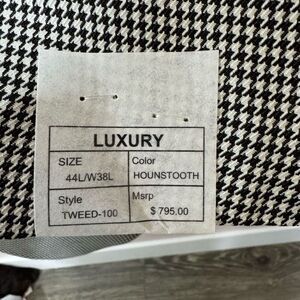 LUXURY
SIZE
44L/W38L
Color
HOUNSTOOTH
Style
TWEED-100
Msrp
$ 795.00